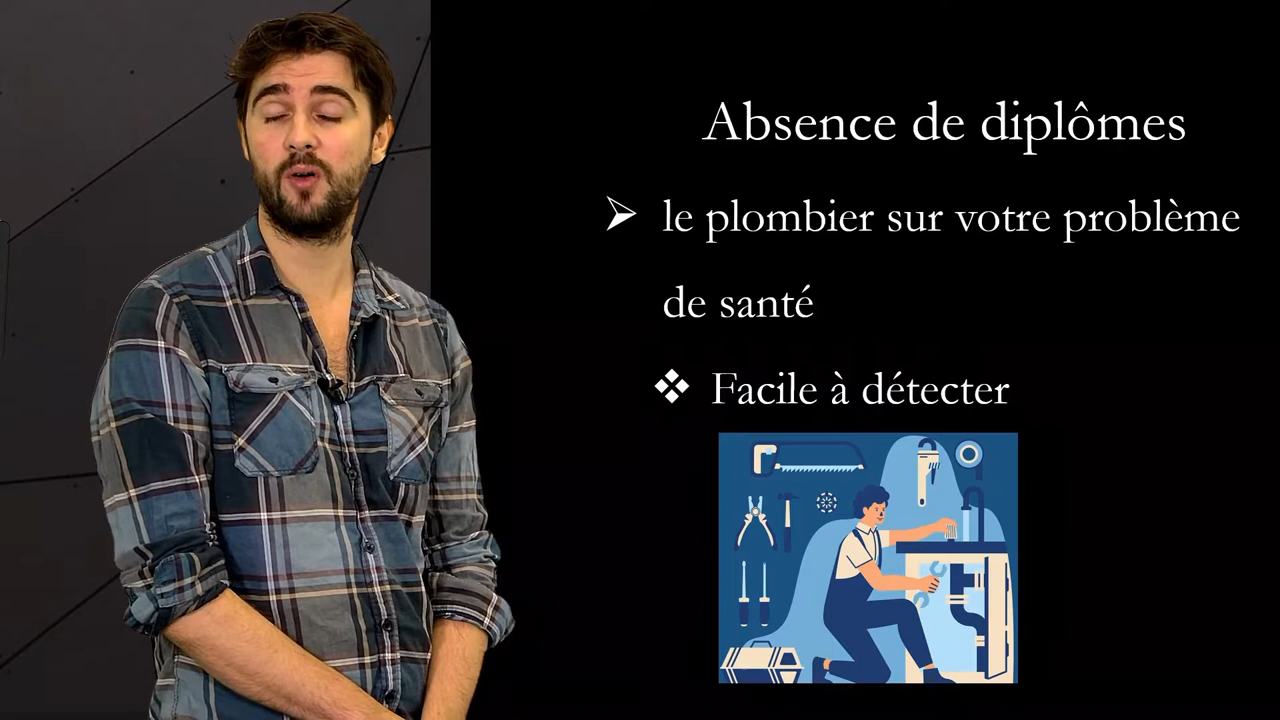 Absence de diplômes
➢ le plombier sur votre problème
de santé
❖ Facile à détecter